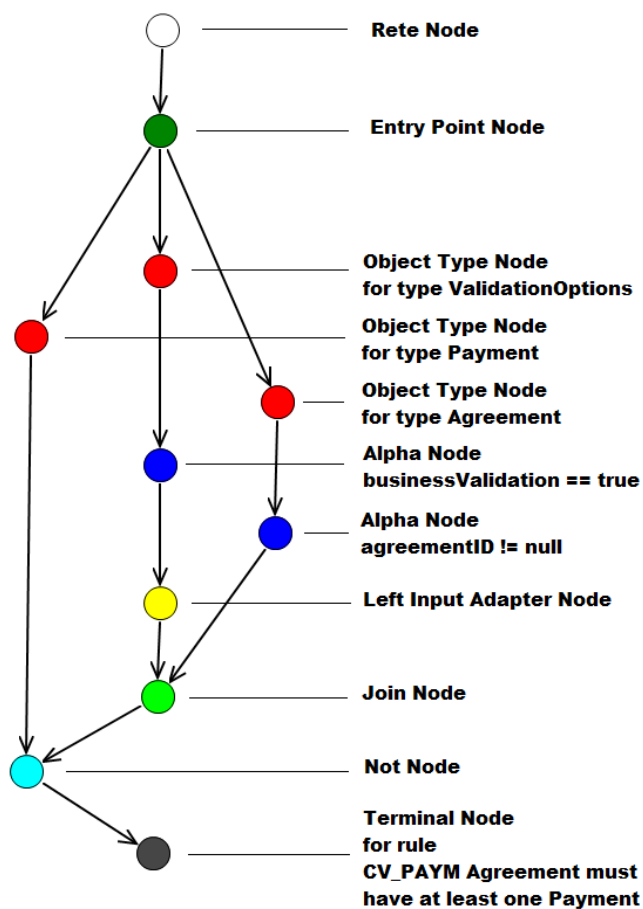 Rete Node
Entry Point Node
Object Type Node
for type ValidationOptions
Object Type Node
for type Payment
Object Type Node
for type Agreement
Alpha Node
businessValidation == true
Alpha Node
agreementID != null
Left Input Adapter Node
Join Node
Not Node
Terminal Node
for rule
CV_PAYM Agreement must
have at least one Payment